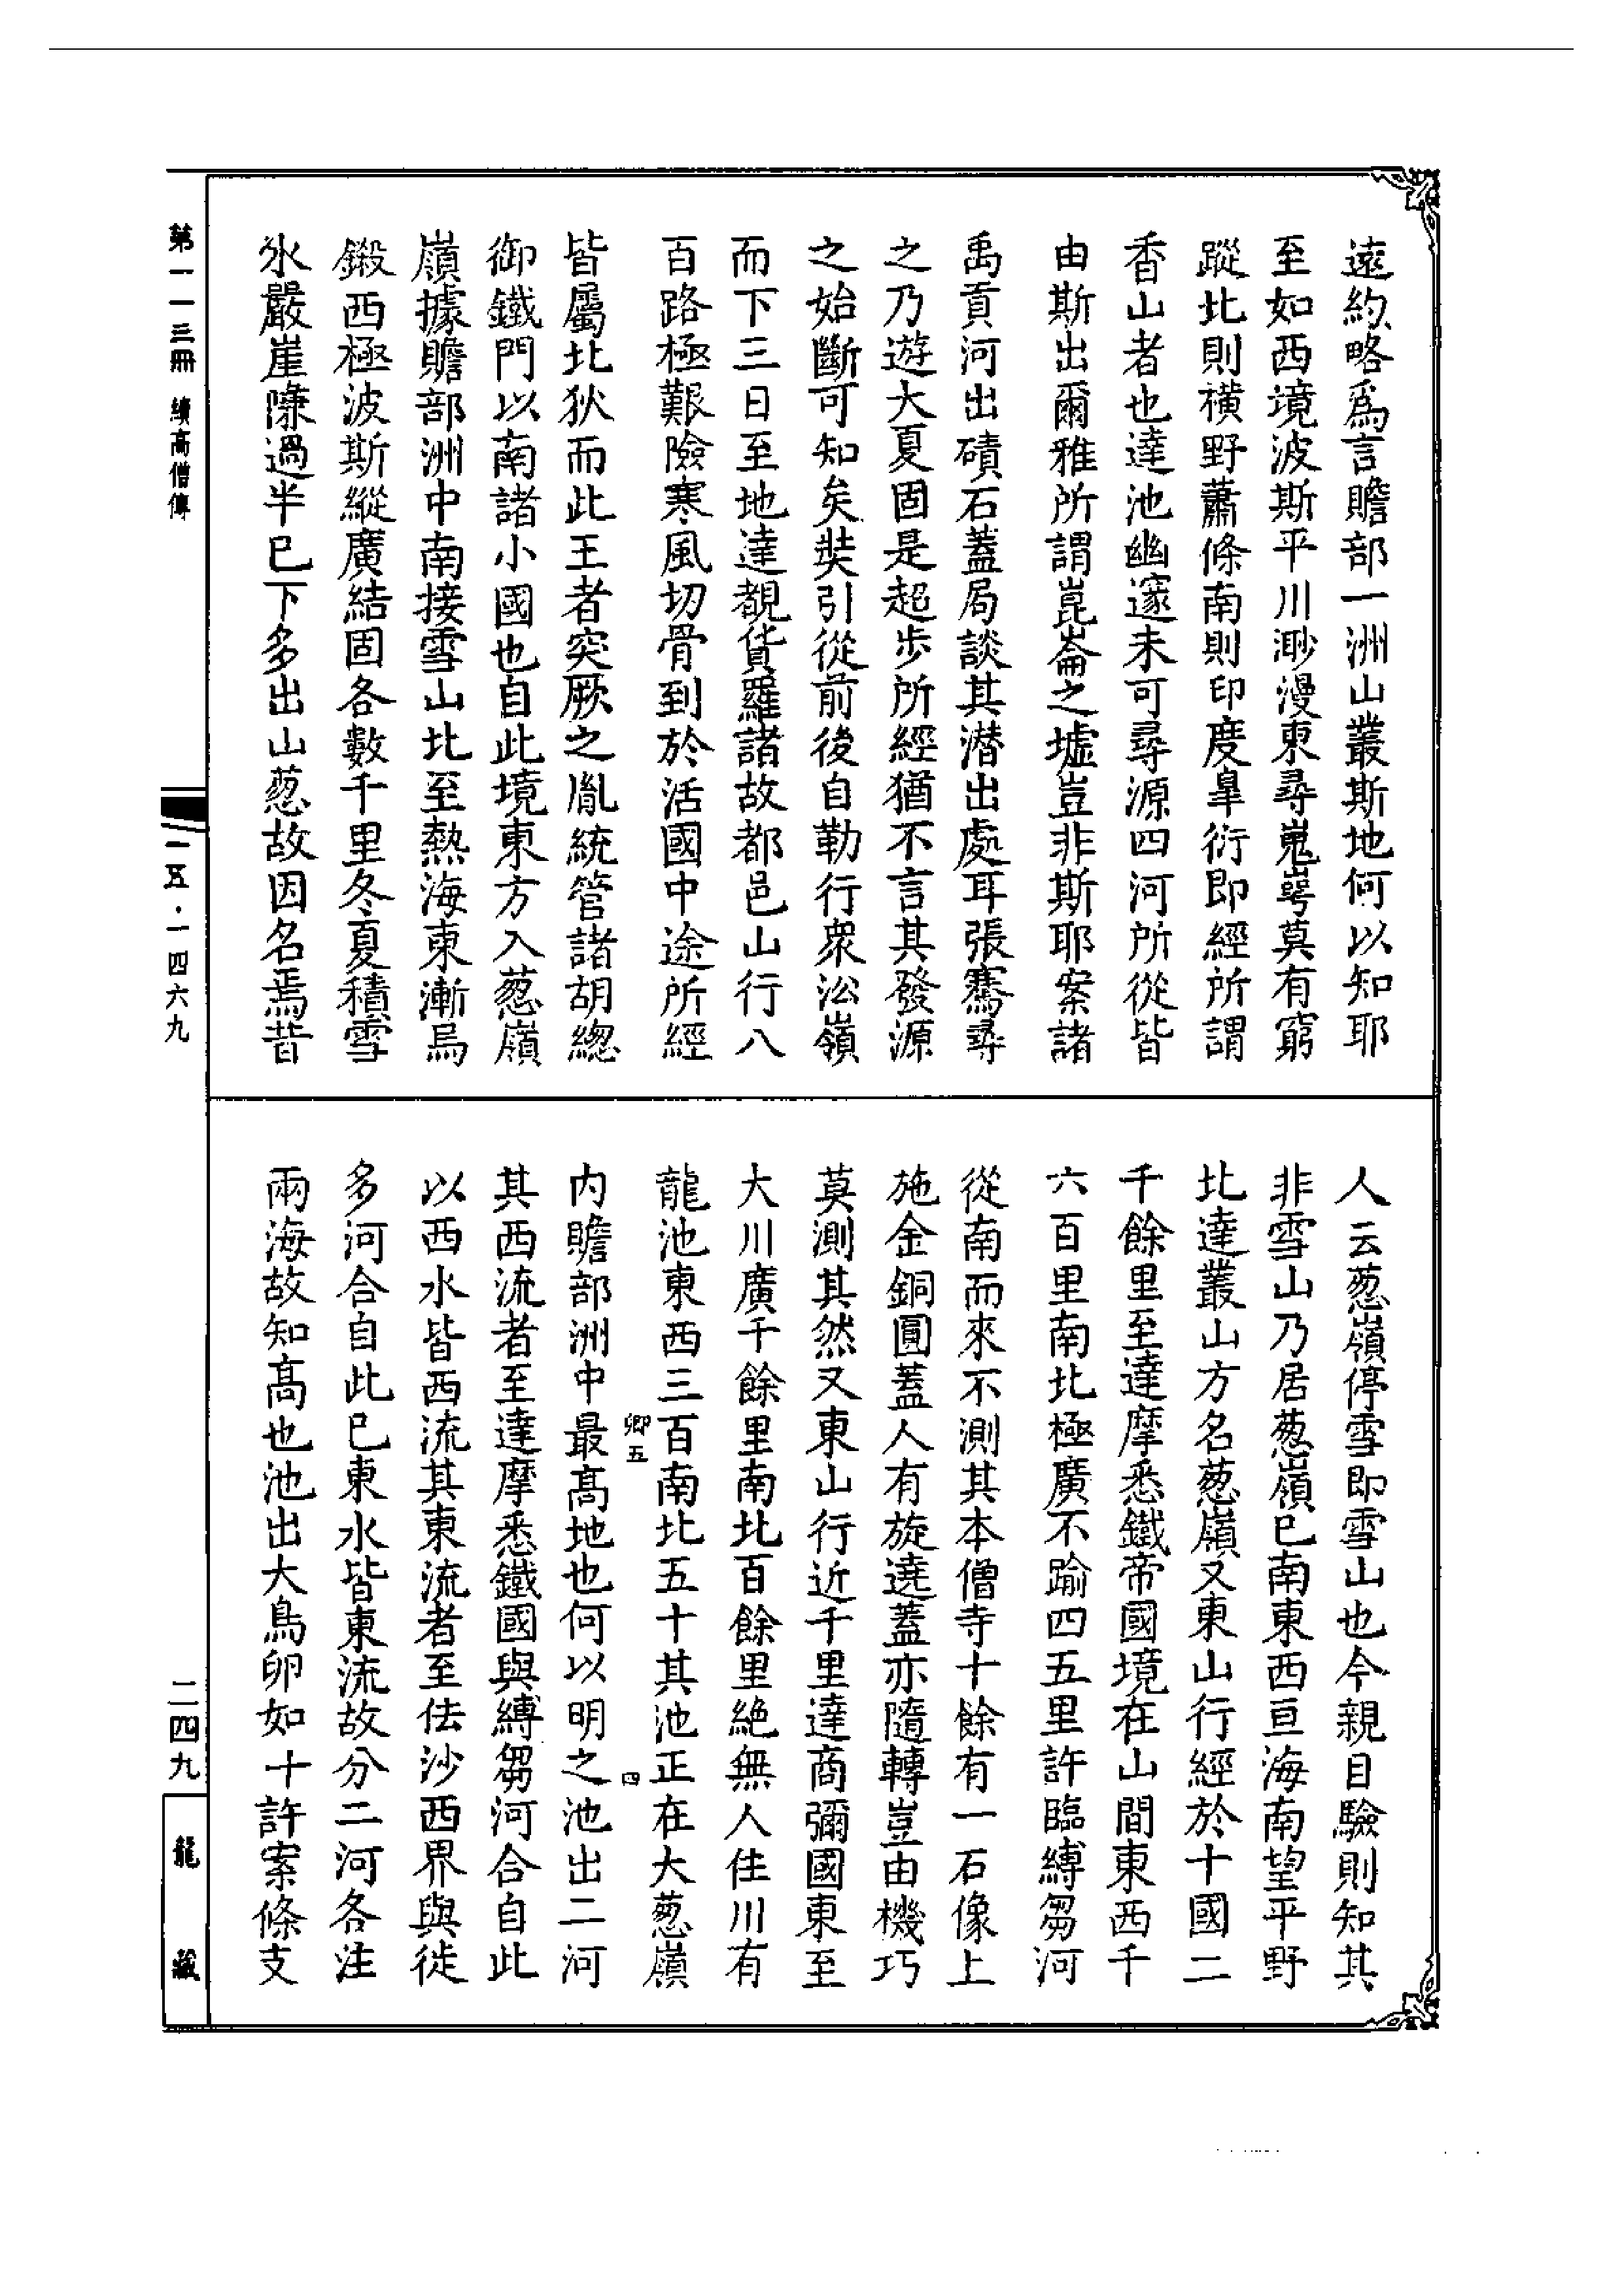 遠約略爲言贍部一洲山叢斯地何以知耶
至如西境波斯平川渺漫東尋嵬崿莫有窮
蹤北則横野蕭條南則印度臯衍即經所謂
香山者也達池幽邃未可尋源四河所從皆
由斯出爾雅所謂崑崙之墟豈非斯耶案諸
禹貢河出磧石蓋局談其潜出處耳張騫尋
之乃遊大夏固是超歩所經猶不言其發源
之始斷可知矣奘引從前後自勒行衆沿嶺
而下三日至地達覩貨羅諸故都邑山行八
百路極艱險寒風切骨到於活國中途所經
皆屬北狄而此王者突厥之胤統管諸胡總
御鐵門以南諸小國也自此境東方入葱嶺
嶺據贍部洲中南接雪山北至熱海東漸烏
鎩西極波斯縱廣結固各數千里冬夏積雪
氷嚴崖𨻳過半已下多出山葱故因名焉昔
人云葱嶺停雪即雪山也今親目驗則知其
非雪山乃居葱嶺已南東西亘海南望平野
北達叢山方名葱嶺又東山行經於十國二
千餘里至達摩悉鐵帝國境在山間東西千
六百里南北極廣不踰四五里許臨縛芻河
從南而來不測其本僧寺十餘有一石像上
施金銅圓蓋人有旋遶蓋亦隨轉豈由機巧
莫測其然又東山行近千里達商彌國東至
大川廣千餘里南北百餘里絶無人住川有
龍池東西三百南北五十其池正在大葱嶺
卿五 四
内贍部洲中最高地也何以明之池出二河
其西流者至達摩悉鐵國與縛芻河合自此
以西水皆西流其東流者至佉沙西界與徙
多河合自此已東水皆東流故分二河各注
兩海故知高也池出大鳥卵如十許案條支
第一一三冊 續高僧傳
一五·一四六九
二四九
龍藏